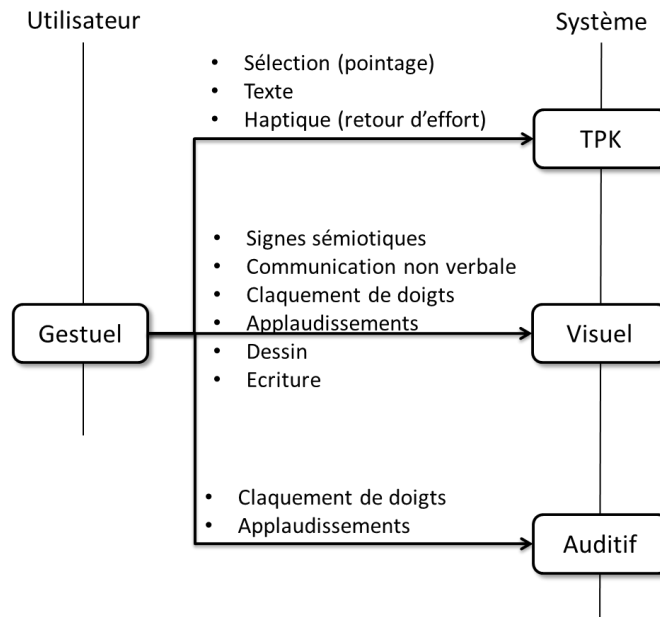 Utilisateur
Système
• Sélection (pointage)
• Texte
• Haptique (retour d'effort)
TPK
• Signes sémiotiques
• Communication non verbale
• Claquement de doigts
• Applaudissements
• Dessin
• Ecriture
Gestuel
Visuel
• Claquement de doigts
• Applaudissements
Auditif